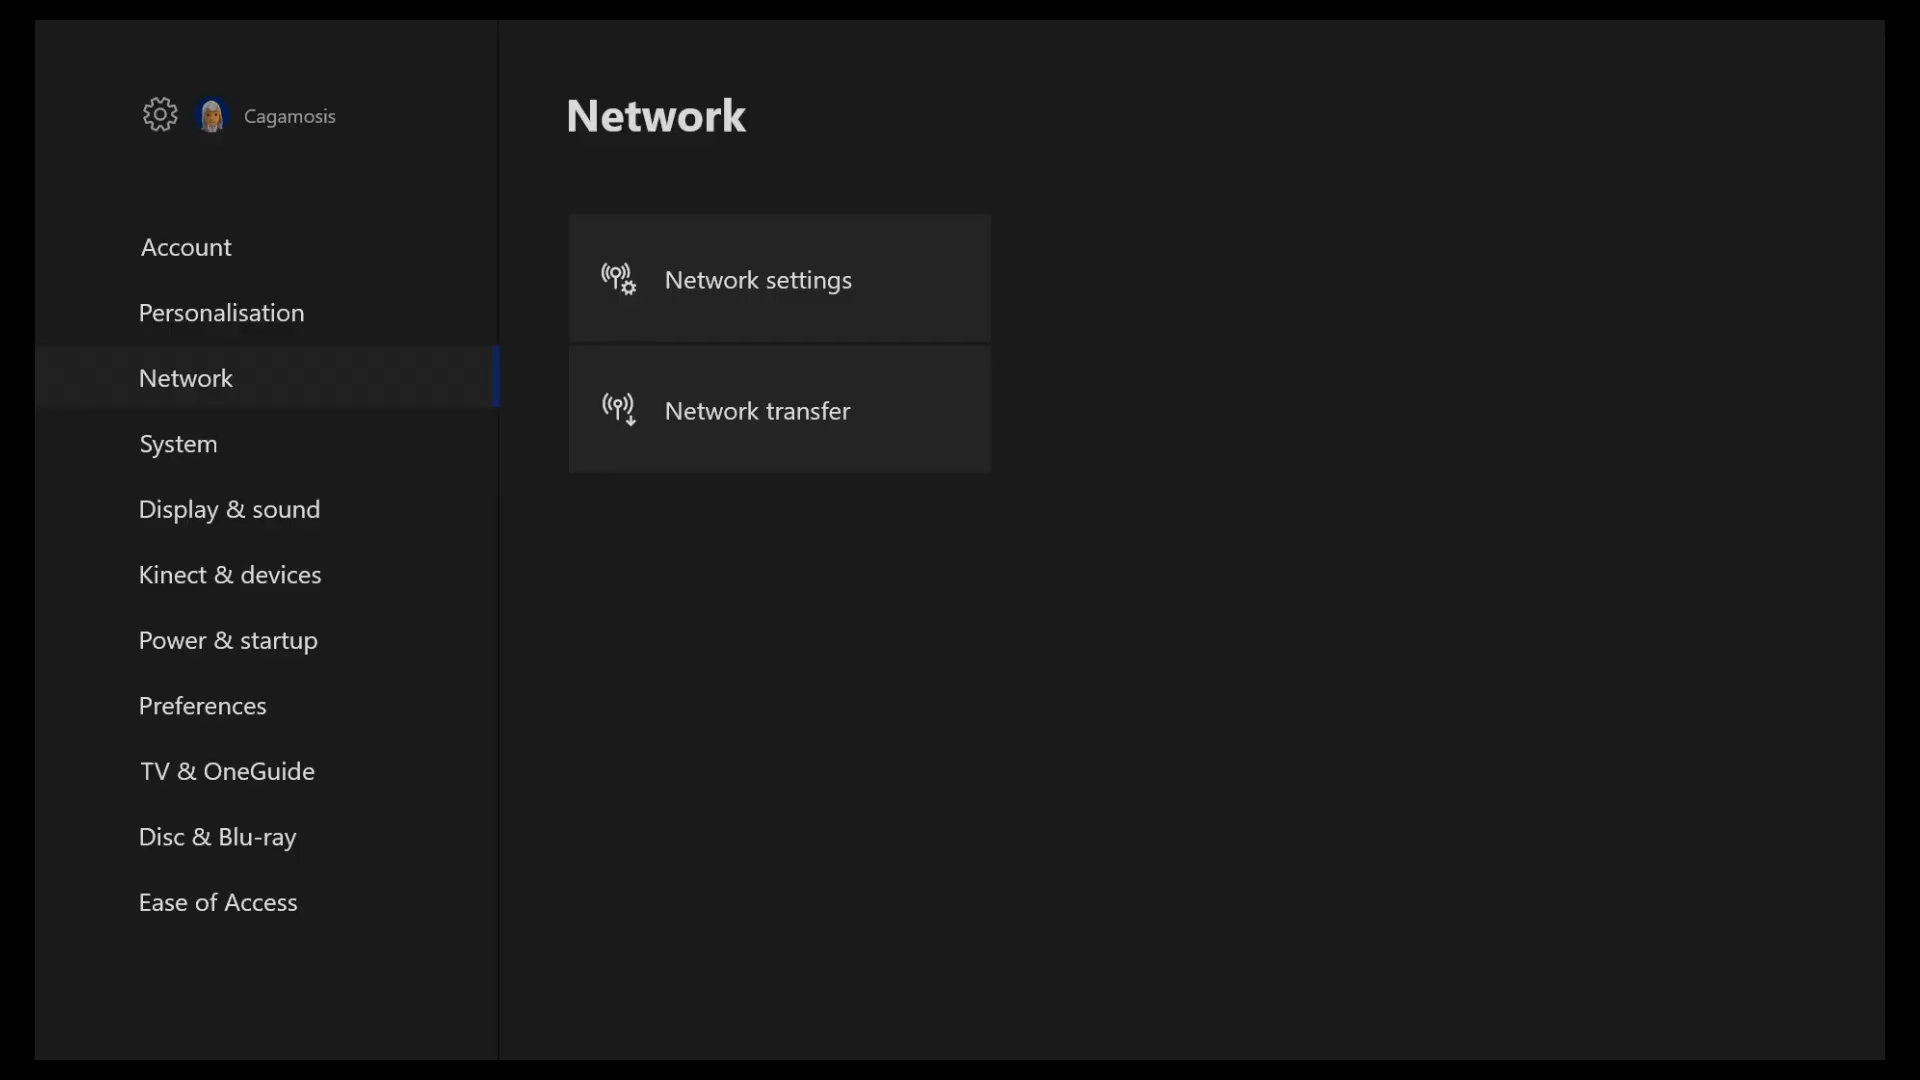 Cagamosis
Account
Personalisation
Network
System
Display & sound
Kinect & devices
Power & startup
Preferences
TV & OneGuide
Disc & Blu-ray
Ease of Access
Network
Network settings
Network transfer